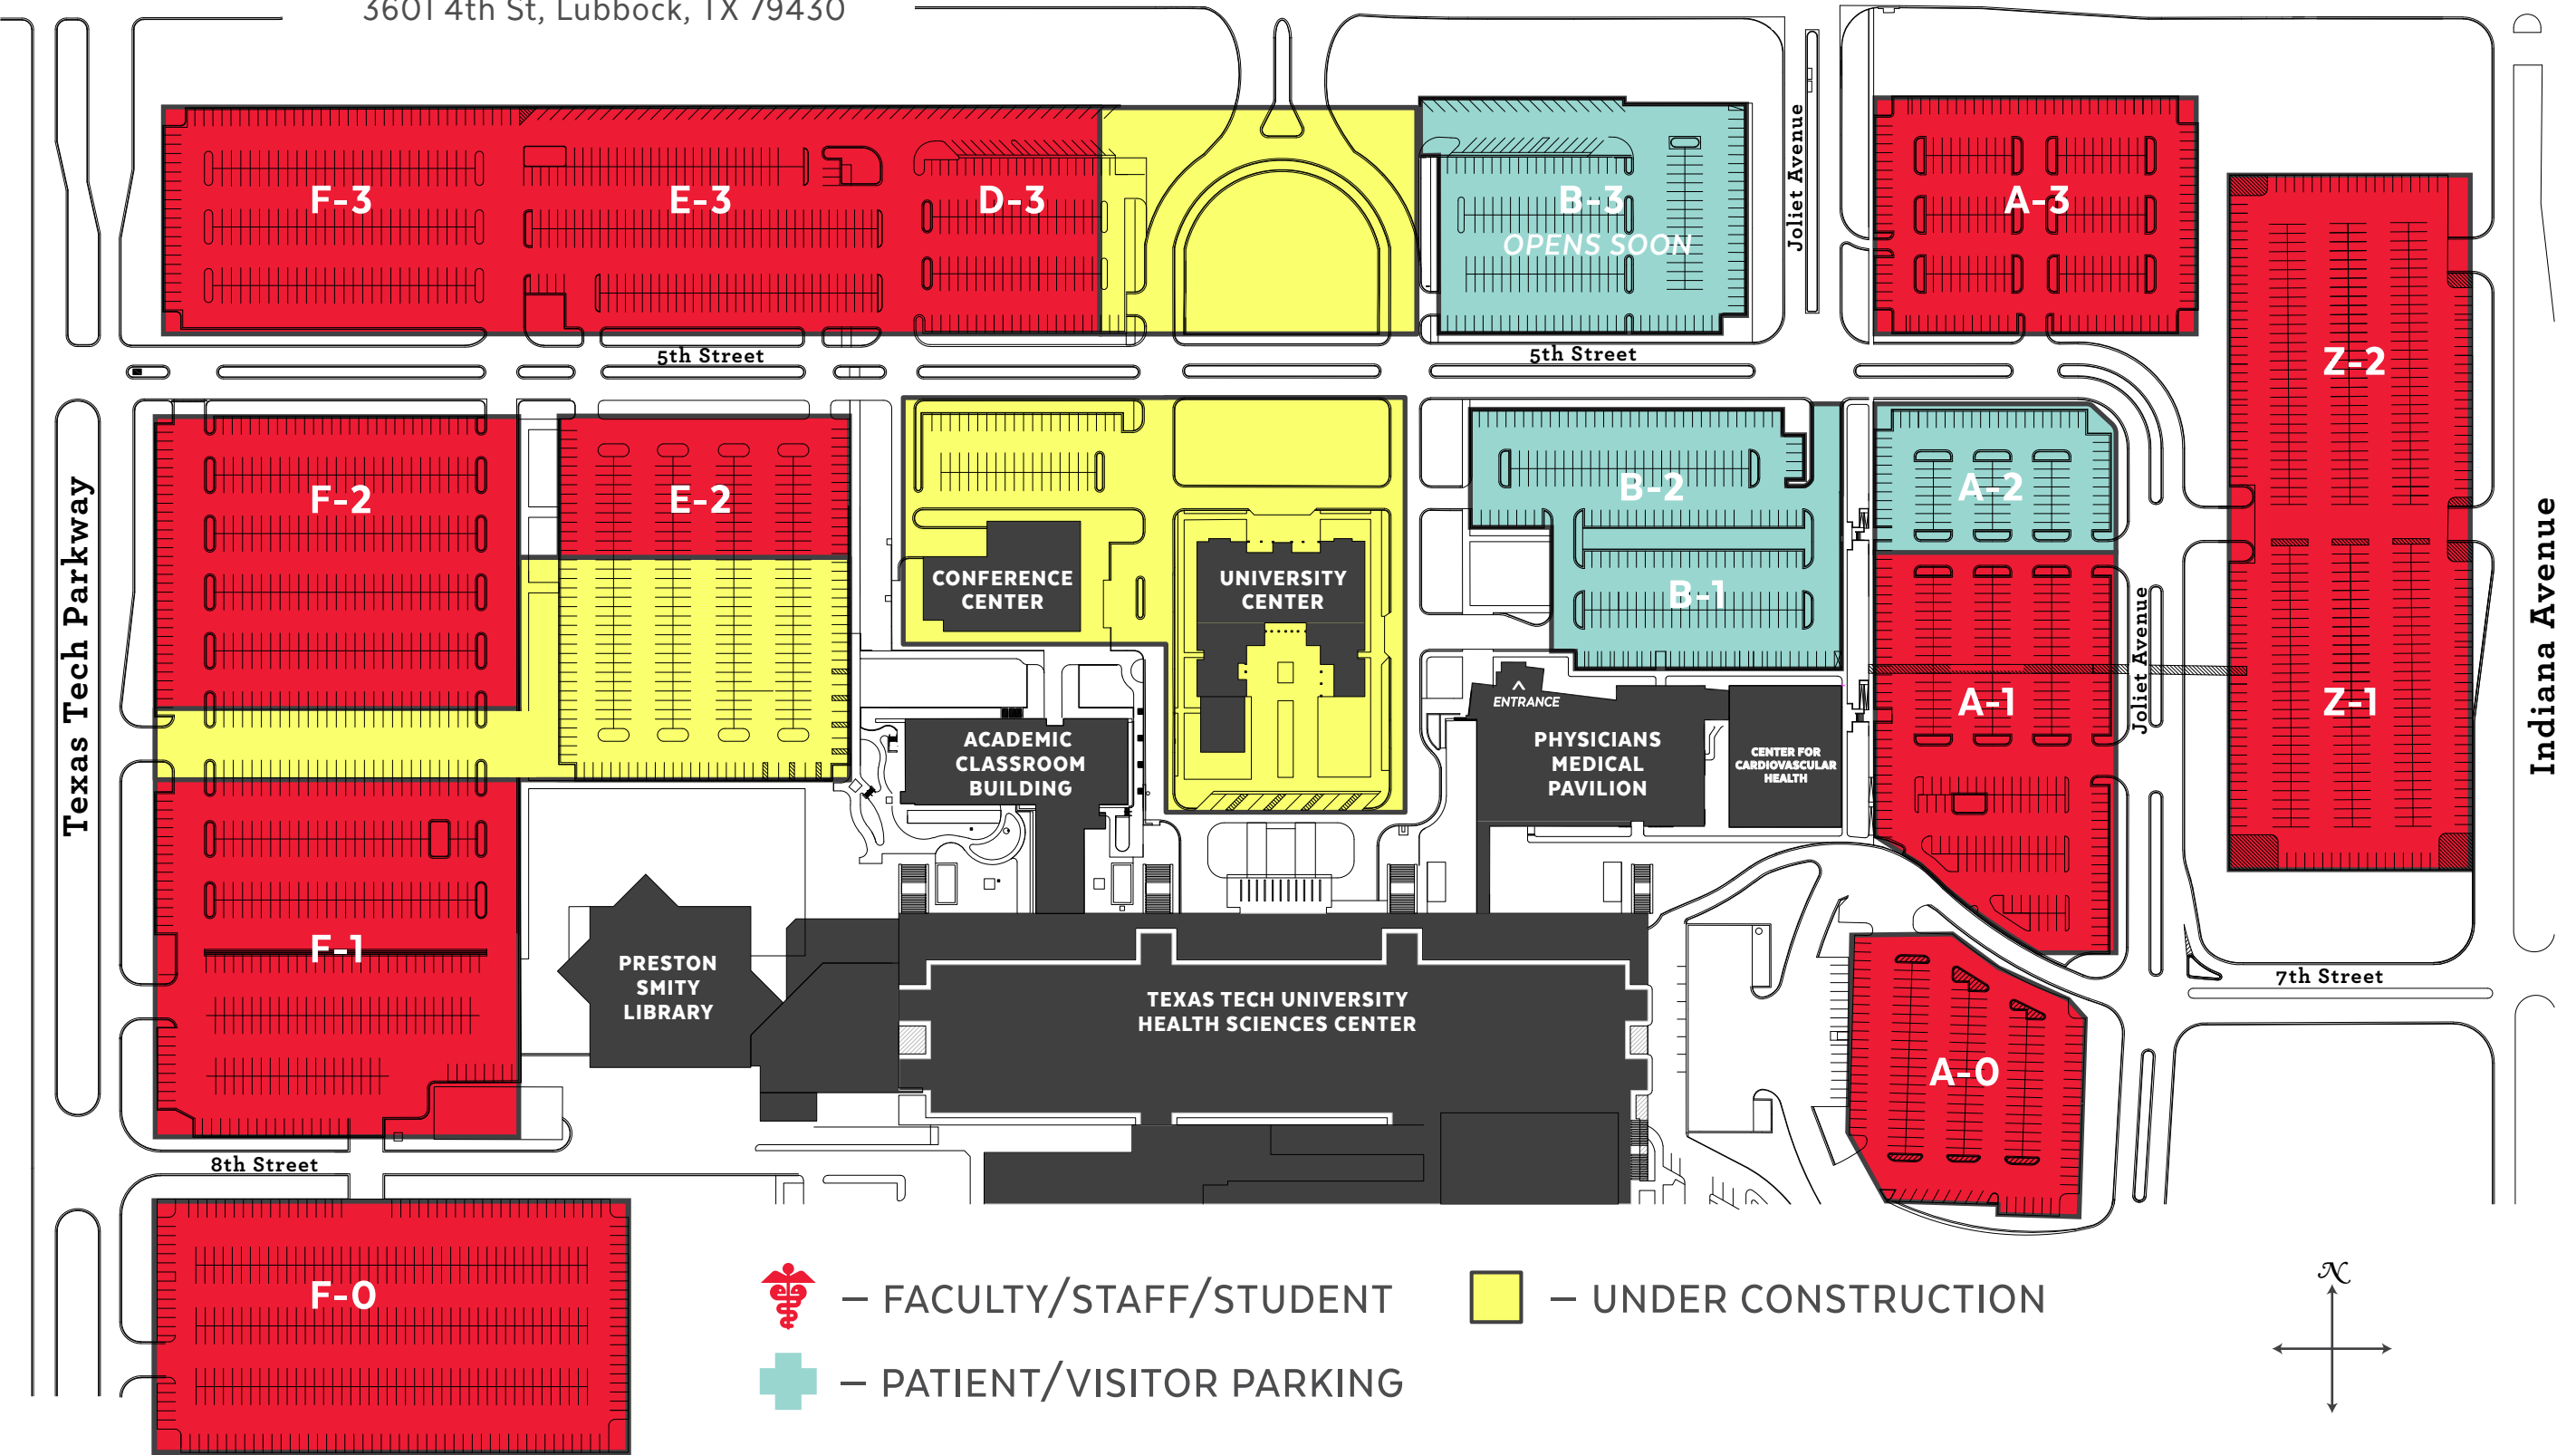 3601 4th St, Lubbock, TX 79430
F-3
E-3
D-3
B-3
OPENS SOON
Joliet Avenue
A-3
Z-2
5th Street
5th Street
F-2
E-2
B-2
A-2
Texas Tech Parkway
CONFERENCE
CENTER
UNIVERSITY
CENTER
B-1
Joliet Avenue
Indiana Avenue
A-1
Z-1
^
ENTRANCE
ACADEMIC
CLASSROOM
BUILDING
PHYSICIANS
MEDICAL
PAVILION
CENTER FOR
CARDIOVASCULAR
HEALTH
F-1
PRESTON
SMITY
LIBRARY
TEXAS TECH UNIVERSITY
HEALTH SCIENCES CENTER
7th Street
A-0
8th Street
F-0
– FACULTY/STAFF/STUDENT
– UNDER CONSTRUCTION
– PATIENT/VISITOR PARKING
N